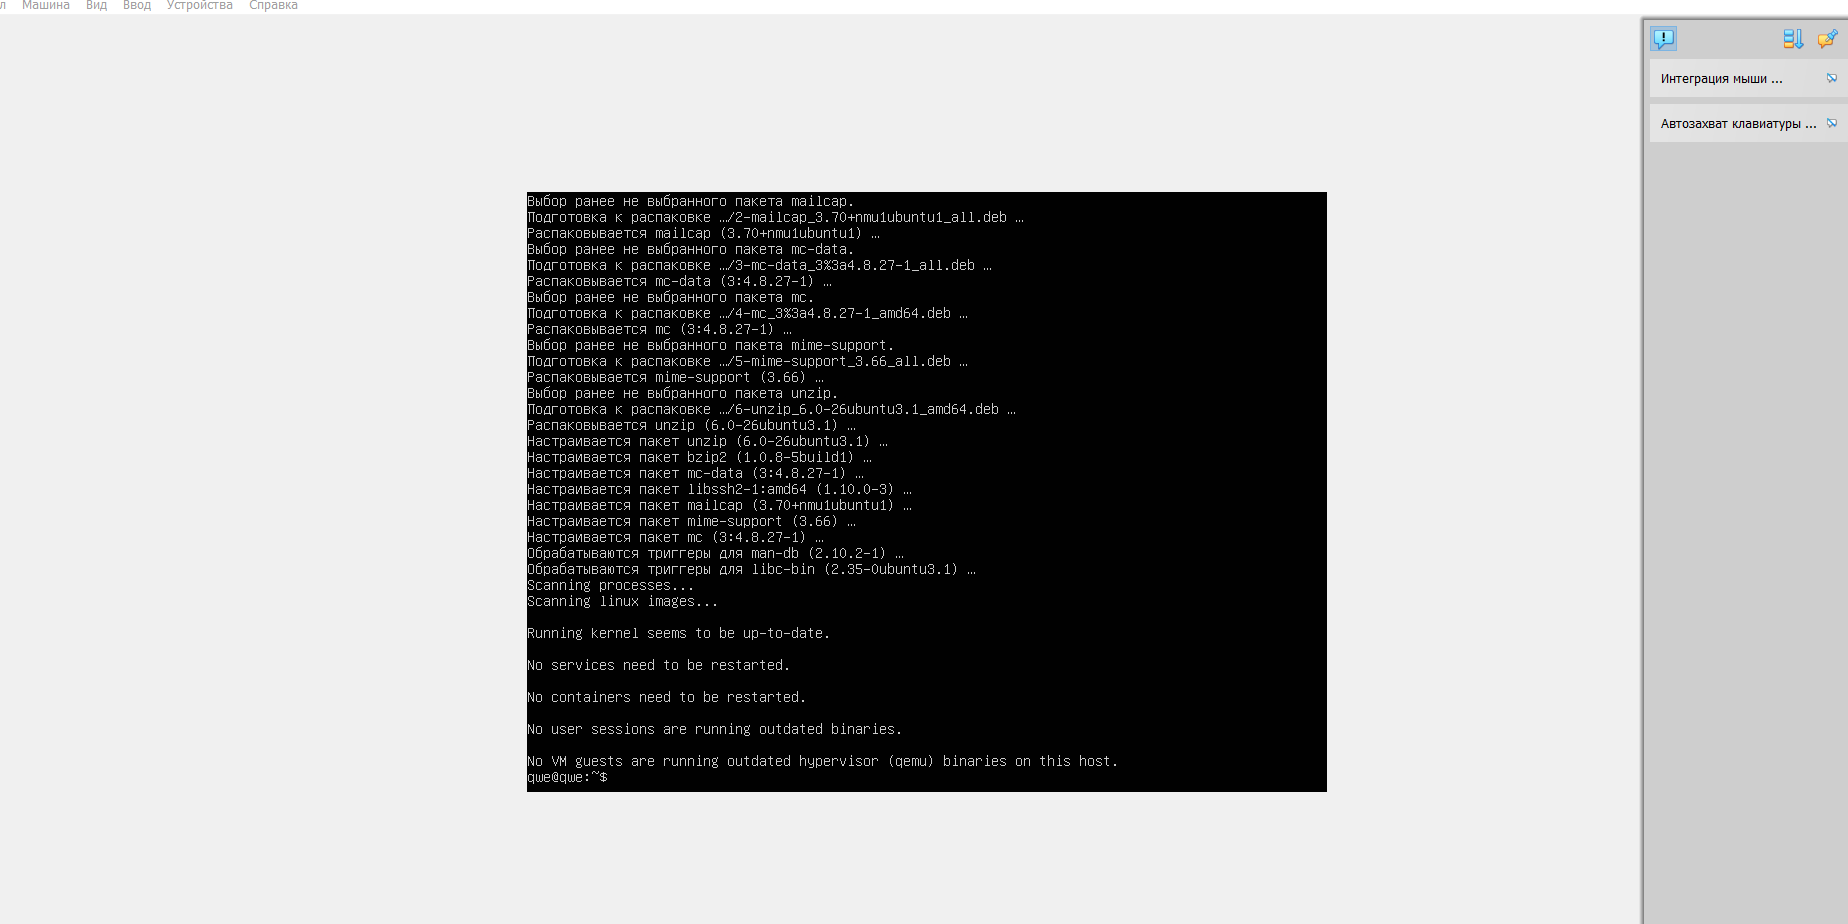 л Машина Вид Ввод Устройства Справка
Интеграция мыши ...
Автозахват клавиатуры ...
Выбор ранее не выбранного пакета mailcap.
Подготовка к распаковке …/2-mailcap_3.70+nmu1ubuntu1_all.deb …
Распаковывается mailcap (3.70+nmu1ubuntu1) …
Выбор ранее не выбранного пакета mc-data.
Подготовка к распаковке …/3-mc-data_3%3a4.8.27-1_all.deb …
Распаковывается mc-data (3:4.8.27-1) …
Выбор ранее не выбранного пакета mc.
Подготовка к распаковке …/4-mc_3%3a4.8.27-1_amd64.deb …
Распаковывается mc (3:4.8.27-1) …
Выбор ранее не выбранного пакета mime-support.
Подготовка к распаковке …/5-mime-support_3.66_all.deb …
Распаковывается mime-support (3.66) …
Выбор ранее не выбранного пакета unzip.
Подготовка к распаковке …/6-unzip_6.0-26ubuntu3.1_amd64.deb …
Распаковывается unzip (6.0-26ubuntu3.1) …
Настраивается пакет unzip (6.0-26ubuntu3.1) …
Настраивается пакет bzip2 (1.0.8-5build1) …
Настраивается пакет mc-data (3:4.8.27-1) …
Настраивается пакет libssh2-1:amd64 (1.10.0-3) …
Настраивается пакет mailcap (3.70+nmu1ubuntu1) …
Настраивается пакет mime-support (3.66) …
Настраивается пакет mc (3:4.8.27-1) …
Обрабатываются триггеры для man-db (2.10.2-1) …
Обрабатываются триггеры для libc-bin (2.35-0ubuntu3.1) …
Scanning processes...
Scanning linux images...
Running kernel seems to be up-to-date.
No services need to be restarted.
No containers need to be restarted.
No user sessions are running outdated binaries.
No VM guests are running outdated hypervisor (qemu) binaries on this host.
qwe@qwe:~$